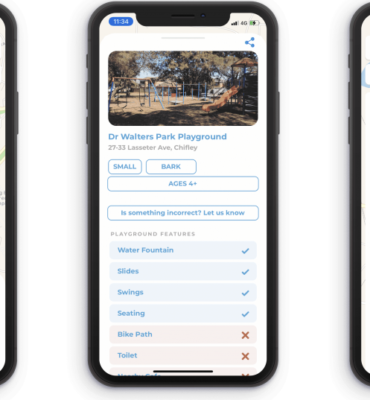 11:34
4G
Dr Walters Park Playground
27-33 Lasseter Ave, Chifley
SMALL BARK
AGES 4+
Is something incorrect? Let us know
PLAYGROUND FEATURES
Water Fountain
Slides
Swings
Seating
Bike Path
Toilet